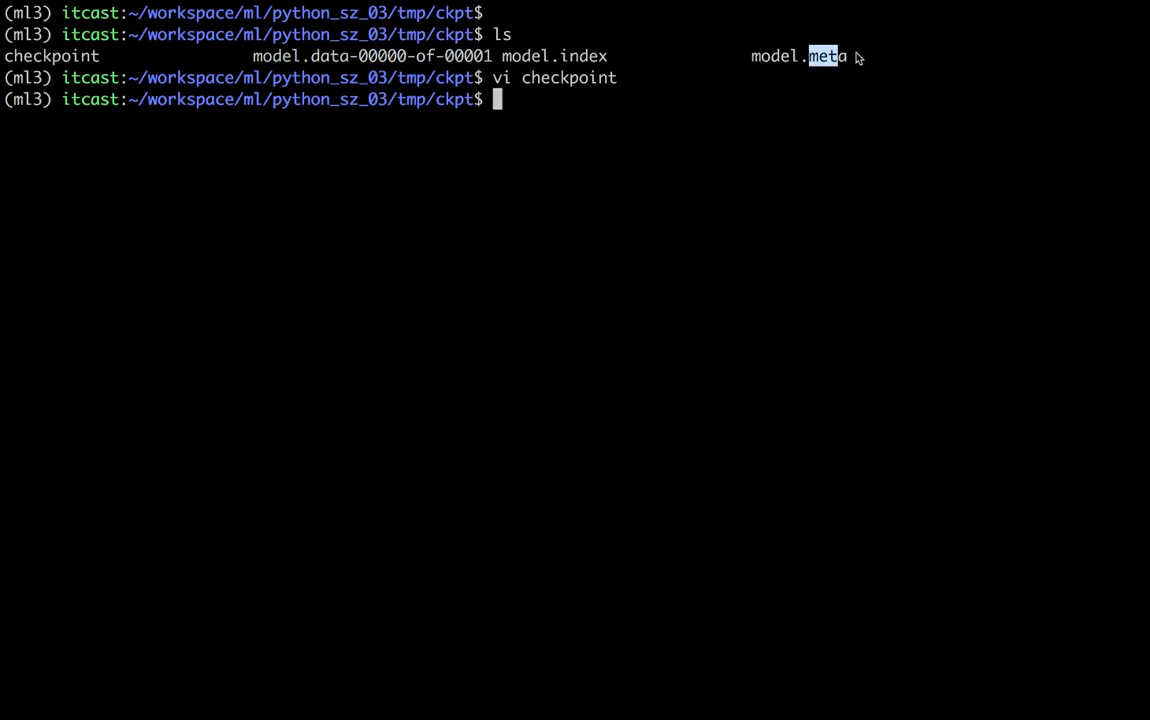 (ml3) itcast:~/workspace/ml/python_sz_03/tmp/ckpt$
(ml3) itcast:~/workspace/ml/python_sz_03/tmp/ckpt$ ls
checkpoint model.data-00000-of-00001 model.index model.meta
(ml3) itcast:~/workspace/ml/python_sz_03/tmp/ckpt$ vi checkpoint
(ml3) itcast:~/workspace/ml/python_sz_03/tmp/ckpt$